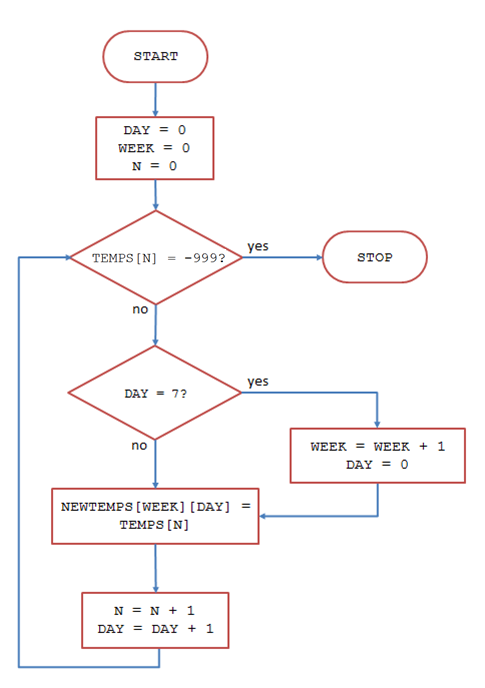 START
DAY = 0
WEEK = 0
N = 0
TEMPS[N] = -999?
yes
STOP
no
DAY = 7?
yes
WEEK = WEEK + 1
DAY = 0
no
NEWTEMPS[WEEK][DAY] =
TEMPS[N]
N = N + 1
DAY = DAY + 1